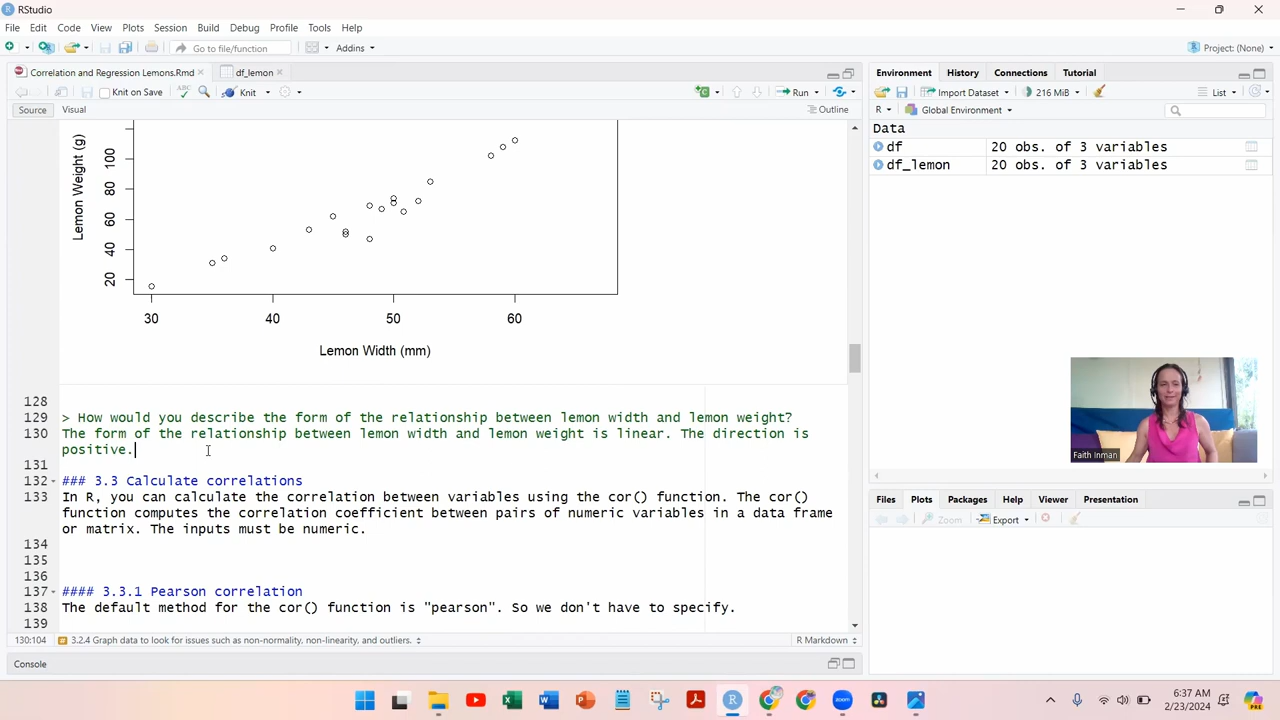 RStudio
File Edit Code View Plots Session Build Debug Profile Tools Help
Go to file/function Addins Project: (None)
Correlation and Regression Lemons.Rmd df_lemon
Knit on Save ABC Knit Run
Source Visual Outline
Lemon Weight (g)
100
80
60
40
20
30 40 50 60
Lemon Width (mm)
128
129 > How would you describe the form of the relationship between lemon width and lemon weight?
130 The form of the relationship between lemon width and lemon weight is linear. The direction is
positive.
131
132 ### 3.3 Calculate correlations
133 In R, you can calculate the correlation between variables using the cor() function. The cor()
function computes the correlation coefficient between pairs of numeric variables in a data frame
or matrix. The inputs must be numeric.
134
135
136
137 #### 3.3.1 Pearson correlation
138 The default method for the cor() function is "pearson". So we don't have to specify.
139
130:104 # 3.2.4 Graph data to look for issues such as non-normality, non-linearity, and outliers. R Markdown
Console
Environment History Connections Tutorial
Import Dataset 216 MiB List
R Global Environment
Data
df 20 obs. of 3 variables
df_lemon 20 obs. of 3 variables
Faith Inman
Files Plots Packages Help Viewer Presentation
Zoom Export
zoom
6:37 AM
2/23/2024
PRE